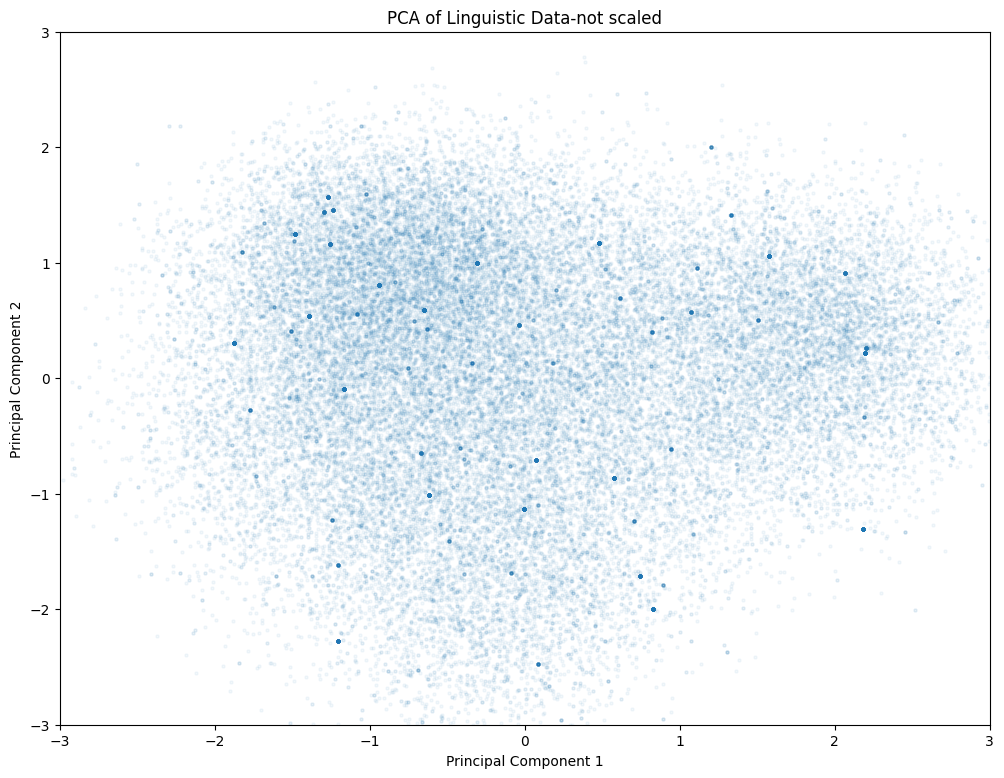 PCA of Linguistic Data-not scaled
3
2
1
0
−1
−2
−3
Principal Component 2
−3 −2 −1 0 1 2 3
Principal Component 1